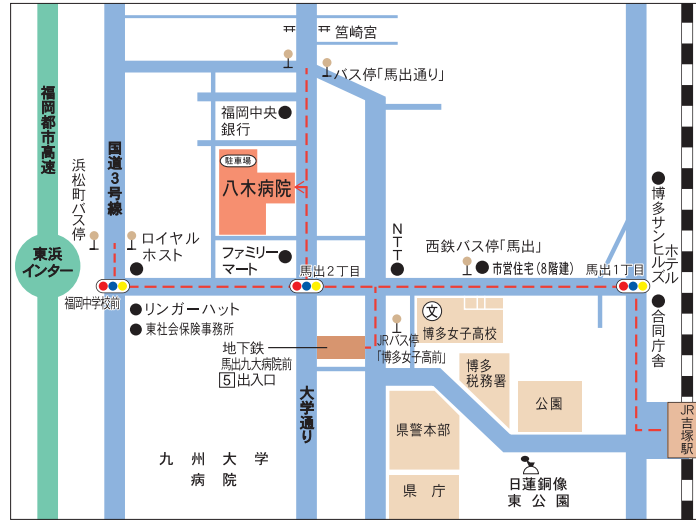 筥崎宮
バス停「馬出通り」
福岡都市高速
国道3号線
福岡中央
銀行
駐車場
八木病院
浜松町バス停
ロイヤル
ホスト
ファミリー
マート
NTT
西鉄バス停「馬出」
市営住宅(8階建)
博多サンヒルズ
ホテル
東浜
インター
馬出2丁目
馬出1丁目
福岡中学校前
リンガーハット
東社会保険事務所
文
博多女子高校
合同庁舎
JRバス停
「博多女子高前」
地下鉄
馬出九大病院前
5出入口
大学通り
博多
税務署
公園
県警本部
JR吉塚駅
九州大学
病院
日蓮銅像
東公園
県庁